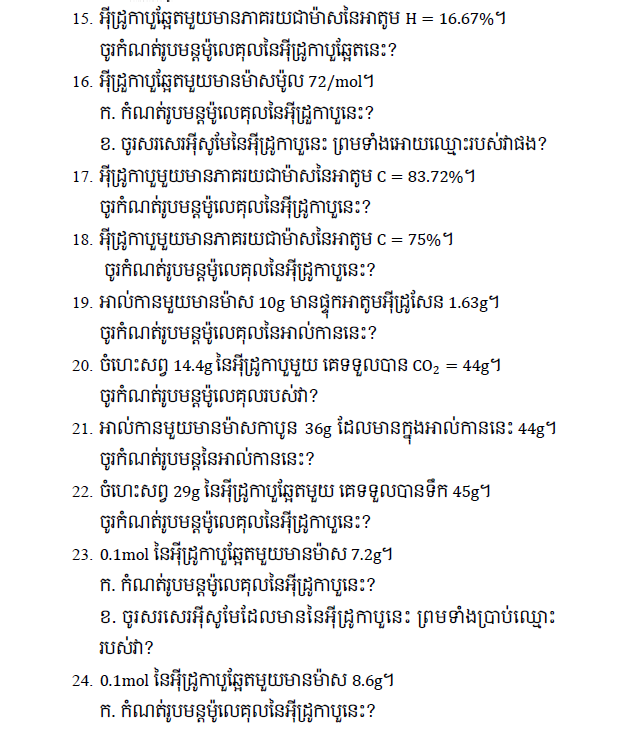 15. អ៊ីដ្រូកាបួឆ្អែតមួយមានភាគរយជាម៉ាសនៃអាតូម H = 16.67%។
ចូរកំណត់រូបមន្តម៉ូលេគុលនៃអ៊ីដ្រូកាបួឆ្អែតនេះ?
16. អ៊ីដ្រូកាបួឆ្អែតមួយមានម៉ាសម៉ូល 72/mol។
ក. កំណត់រូបមន្តម៉ូលេគុលនៃអ៊ីដ្រូកាបួនេះ?
ខ. ចូរសរសេរអ៊ីសូមែនៃអ៊ីដ្រូកាបួនេះ ព្រមទាំងអោយឈ្មោះរបស់វាផង?
17. អ៊ីដ្រូកាបួមួយមានភាគរយជាម៉ាសនៃអាតូម C = 83.72%។
ចូរកំណត់រូបមន្តម៉ូលេគុលនៃអ៊ីដ្រូកាបួនេះ?
18. អ៊ីដ្រូកាបួមួយមានភាគរយជាម៉ាសនៃអាតូម C = 75%។
ចូរកំណត់រូបមន្តម៉ូលេគុលនៃអ៊ីដ្រូកាបួនេះ?
19. អាល់កានមួយមានម៉ាស 10g មានផ្ទុកអាតូមអ៊ីដ្រូសែន 1.63g។
ចូរកំណត់រូបមន្តម៉ូលេគុលនៃអាល់កាននេះ?
20. ចំហេះសព្វ 14.4g នៃអ៊ីដ្រូកាបួមួយ គេទទួលបាន CO₂ = 44g។
ចូរកំណត់រូបមន្តម៉ូលេគុលរបស់វា?
21. អាល់កានមួយមានម៉ាសកាបូន 36g ដែលមានក្នុងអាល់កាននេះ 44g។
ចូរកំណត់រូបមន្តនៃអាល់កាននេះ?
22. ចំហេះសព្វ 29g នៃអ៊ីដ្រូកាបួឆ្អែតមួយ គេទទួលបានទឹក 45g។
ចូរកំណត់រូបមន្តម៉ូលេគុលនៃអ៊ីដ្រូកាបួនេះ?
23. 0.1mol នៃអ៊ីដ្រូកាបួឆ្អែតមួយមានម៉ាស 7.2g។
ក. កំណត់រូបមន្តម៉ូលេគុលនៃអ៊ីដ្រូកាបួនេះ?
ខ. ចូរសរសេរអ៊ីសូមែដែលមាននៃអ៊ីដ្រូកាបួនេះ ព្រមទាំងប្រាប់ឈ្មោះ
របស់វា?
24. 0.1mol នៃអ៊ីដ្រូកាបួឆ្អែតមួយមានម៉ាស 8.6g។
ក. កំណត់រូបមន្តម៉ូលេគុលនៃអ៊ីដ្រូកាបួនេះ?